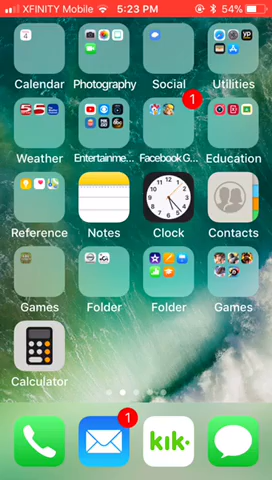 XFINITY Mobile 5:23 PM 54%
4
Calendar Photography Social Utilities
1
Weather Entertainme... Facebook G... Education
Reference Notes Clock Contacts
Games Folder Folder Games
Calculator
1
kik.